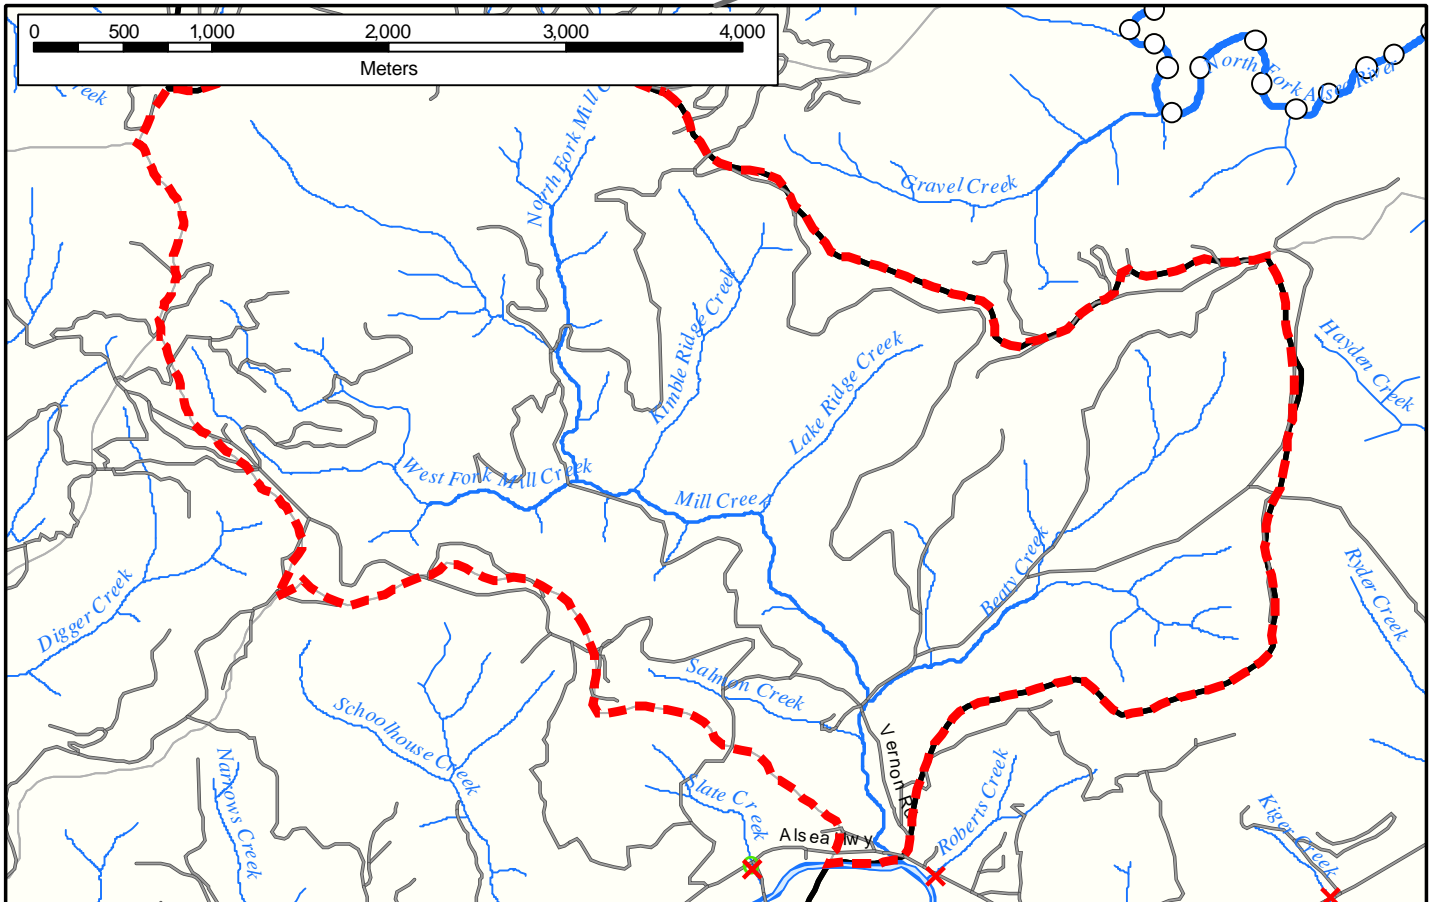 0 500 1,000 2,000 3,000 4,000
Meters
reek
North Fork Mill C
North Fork Alsea River
Gravel Creek
Kimble Ridge Creek
Lake Ridge Creek
Hayden Creek
West Fork Mill Creek
Mill Creek
Beaty Creek
Ryder Creek
Digger Creek
Salmon Creek
Schoolhouse Creek
Vernon Rd
Narrows Creek
Slate Creek
Roberts Creek
Kiger Creek
Alsea Hwy